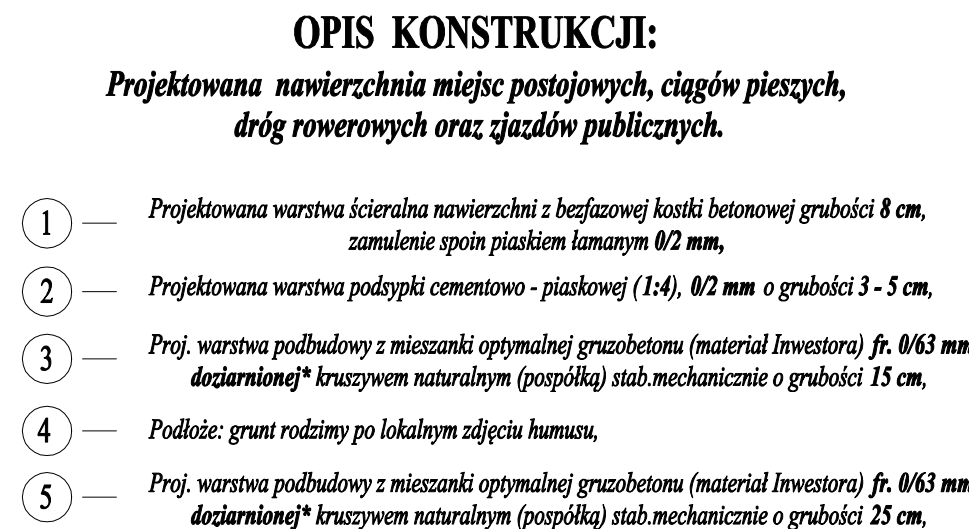 OPIS KONSTRUKCJI:
Projektowana nawierzchnia miejsc postojowych, ciągów pieszych,
dróg rowerowych oraz zjazdów publicznych.
1 — Projektowana warstwa ścieralna nawierzchni z bezfazowej kostki betonowej grubości 8 cm,
zamulenie spoin piaskiem łamanym 0/2 mm,
2 — Projektowana warstwa podsypki cementowo - piaskowej (1:4), 0/2 mm o grubości 3 - 5 cm,
3 — Proj. warstwa podbudowy z mieszanki optymalnej gruzobetonu (materiał Inwestora) fr. 0/63 mm
doziarnionej* kruszywem naturalnym (pospółką) stab.mechanicznie o grubości 15 cm,
4 — Podłoże: grunt rodzimy po lokalnym zdjęciu humusu,
5 — Proj. warstwa podbudowy z mieszanki optymalnej gruzobetonu (materiał Inwestora) fr. 0/63 mm
doziarnionej* kruszywem naturalnym (pospółką) stab.mechanicznie o grubości 25 cm,